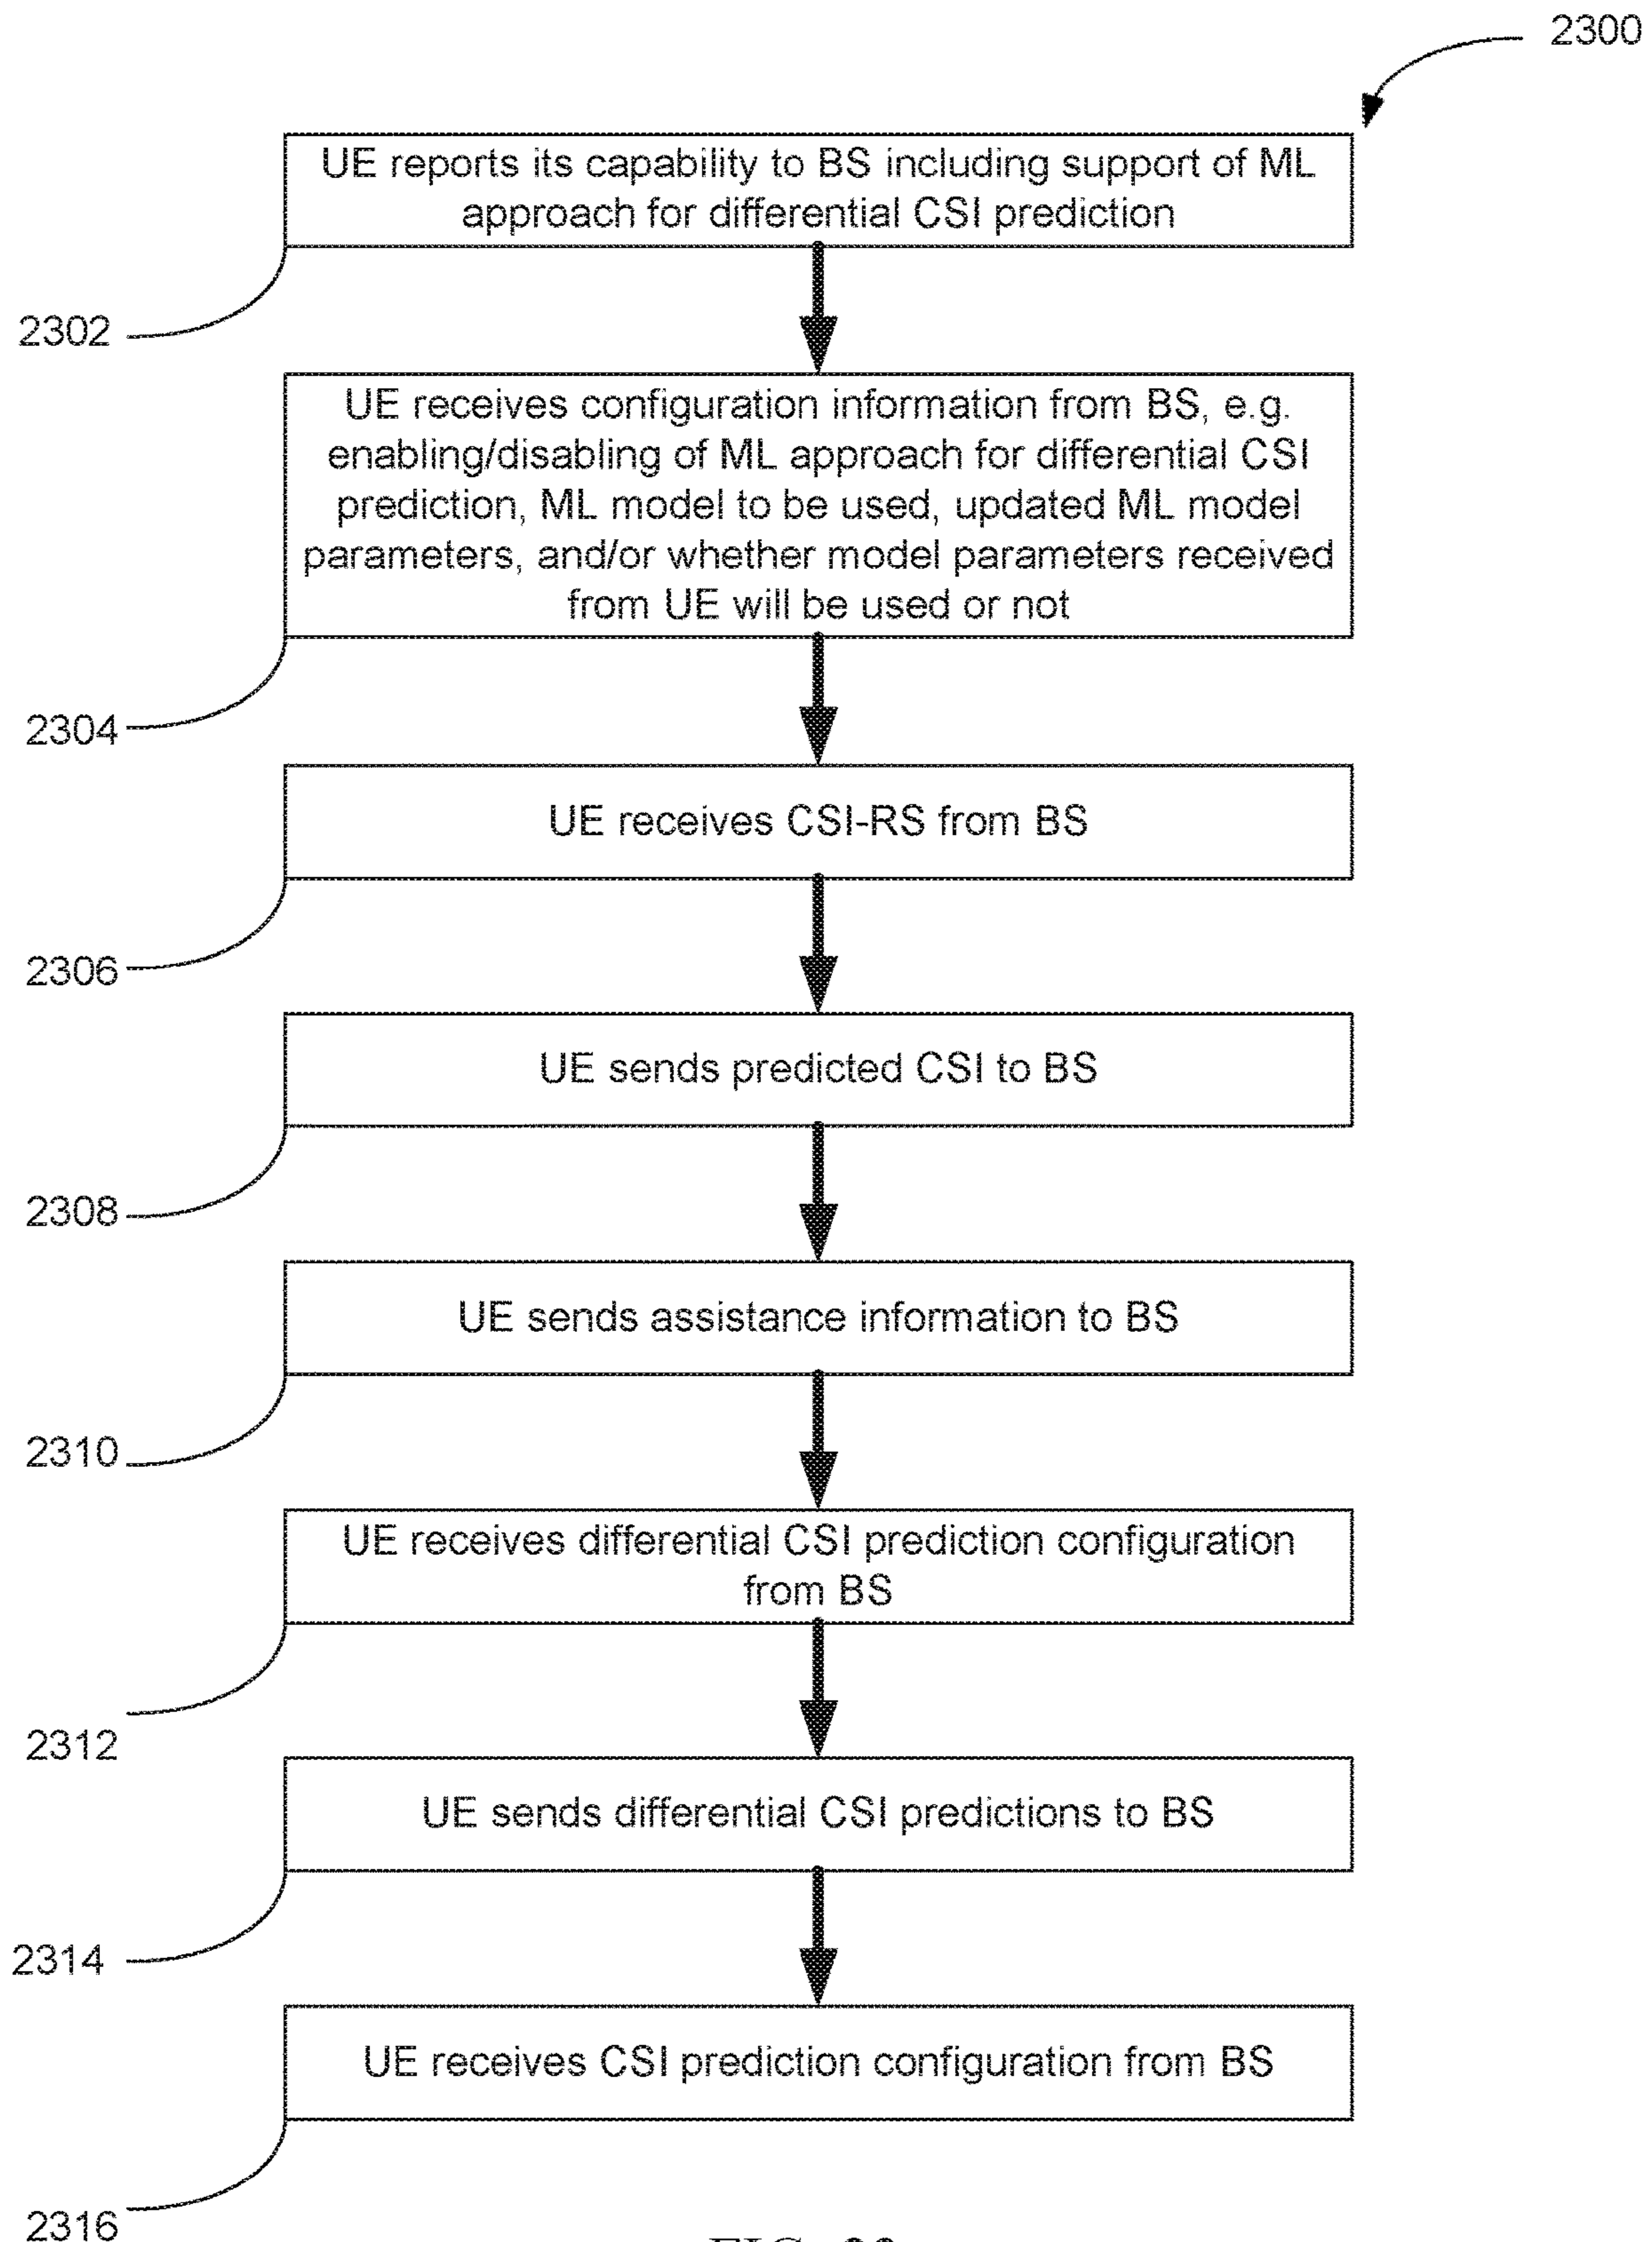 2300
UE reports its capability to BS including support of ML
approach for differential CSI prediction
2302
UE receives configuration information from BS, e.g.
enabling/disabling of ML approach for differential CSI
prediction, ML model to be used, updated ML model
parameters, and/or whether model parameters received
from UE will be used or not
2304
UE receives CSI-RS from BS
2306
UE sends predicted CSI to BS
2308
UE sends assistance information to BS
2310
UE receives differential CSI prediction configuration
from BS
2312
UE sends differential CSI predictions to BS
2314
UE receives CSI prediction configuration from BS
2316